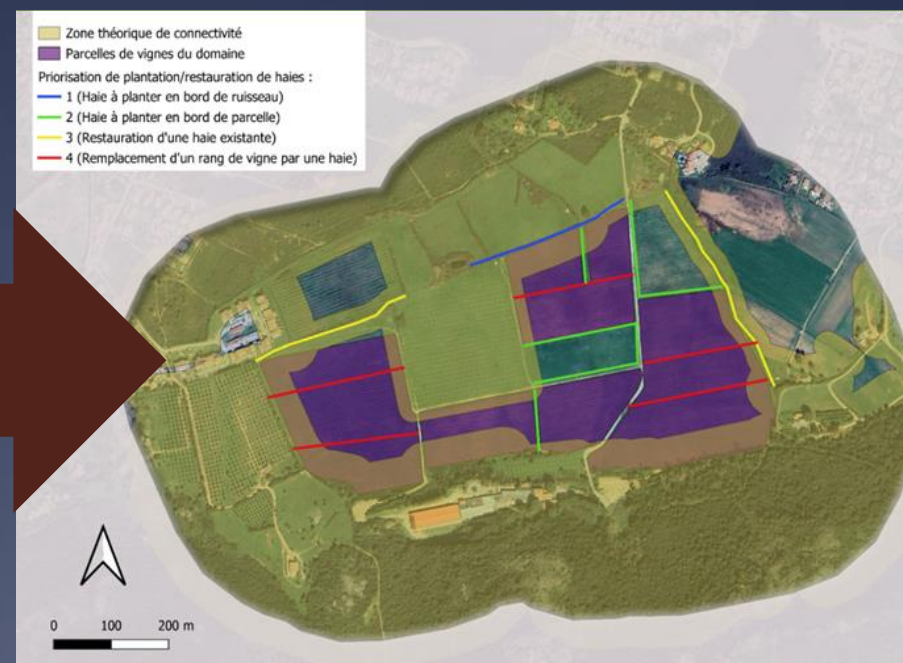 Zone théorique de connectivité
Parcelles de vignes du domaine
Priorisation de plantation/restauration de haies :
1 (Haie à planter en bord de ruisseau)
2 (Haie à planter en bord de parcelle)
3 (Restauration d'une haie existante)
4 (Remplacement d'un rang de vigne par une haie)
0 100 200 m